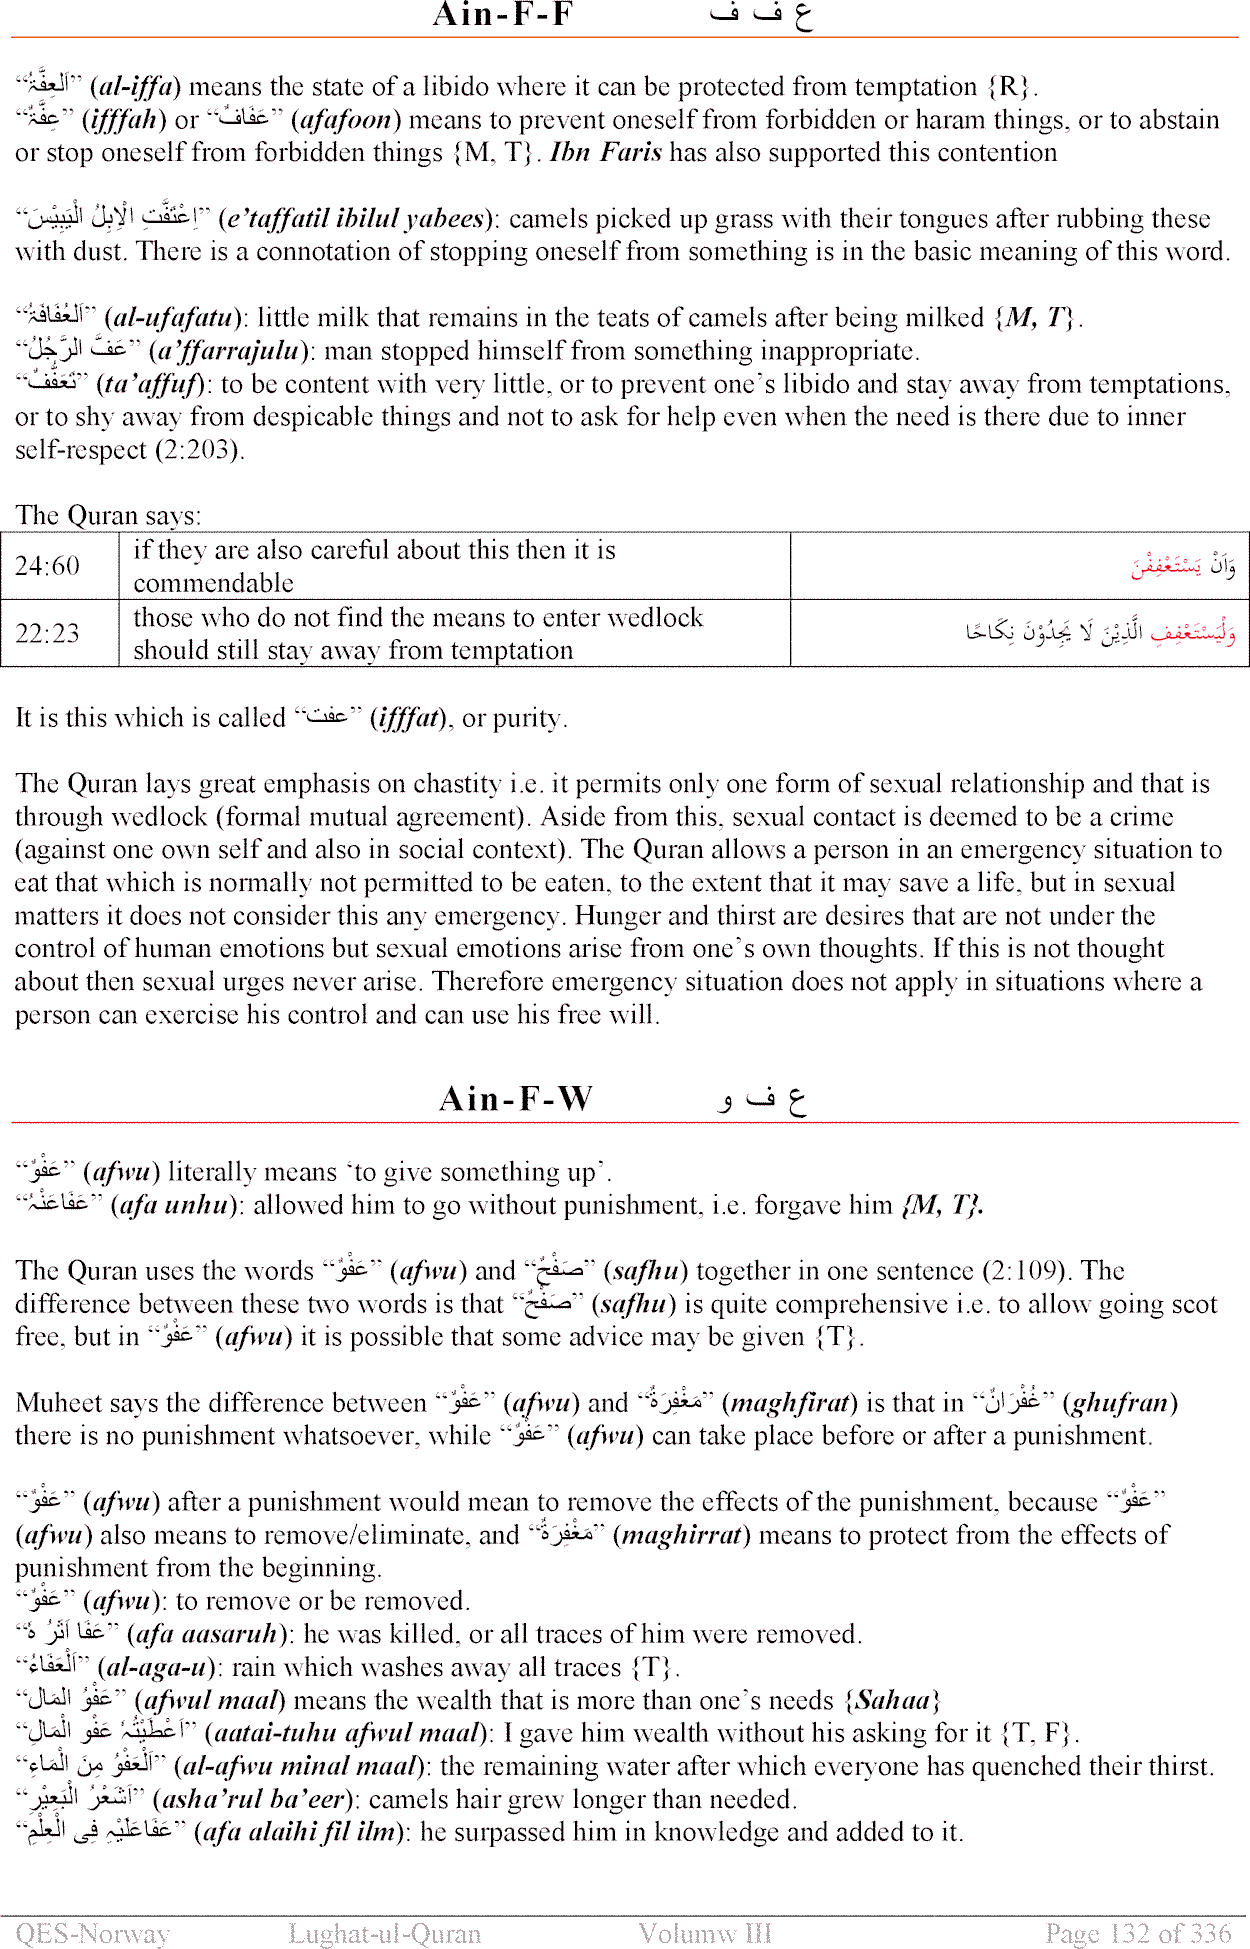 Ain-F-F ع ف ف
“اَلْعِفَّۃُ” (al-iffa) means the state of a libido where it can be protected from temptation {R}.
“عِفَّۃٌ” (ifffah) or “عَفَافٌ” (afafoon) means to prevent oneself from forbidden or haram things, or to abstain
or stop oneself from forbidden things {M, T}. Ibn Faris has also supported this contention
“اِعْتَفَّتِ الْاِبِلُ الْیَبِیْسَ” (e’taffatil ibilul yabees): camels picked up grass with their tongues after rubbing these
with dust. There is a connotation of stopping oneself from something is in the basic meaning of this word.
“اَلْعُفَافَۃُ” (al-ufafatu): little milk that remains in the teats of camels after being milked {M, T}.
“عَفَّ الرَّجُلُ” (a’ffarrajulu): man stopped himself from something inappropriate.
“تَعَفُّفٌ” (ta’affuf): to be content with very little, or to prevent one’s libido and stay away from temptations,
or to shy away from despicable things and not to ask for help even when the need is there due to inner
self-respect (2:203).
The Quran says:
24:60 if they are also careful about this then it is وَاَنْ یَسْتَعْفِفْنَ
commendable
22:23 those who do not find the means to enter wedlock وَلْیَسْتَعْفِفِ الَّذِیْنَ لَا یَجِدُوْنَ نِکَاحًا
should still stay away from temptation
It is this which is called “عفت” (ifffat), or purity.
The Quran lays great emphasis on chastity i.e. it permits only one form of sexual relationship and that is
through wedlock (formal mutual agreement). Aside from this, sexual contact is deemed to be a crime
(against one own self and also in social context). The Quran allows a person in an emergency situation to
eat that which is normally not permitted to be eaten, to the extent that it may save a life, but in sexual
matters it does not consider this any emergency. Hunger and thirst are desires that are not under the
control of human emotions but sexual emotions arise from one’s own thoughts. If this is not thought
about then sexual urges never arise. Therefore emergency situation does not apply in situations where a
person can exercise his control and can use his free will.
Ain-F-W ع ف و
“عَفْوٌ” (afwu) literally means ‘to give something up’.
“عَفَاعَنْہُ” (afa unhu): allowed him to go without punishment, i.e. forgave him {M, T}.
The Quran uses the words “عَفْوٌ” (afwu) and “صَفْحٌ” (safhu) together in one sentence (2:109). The
difference between these two words is that “صَفْحٌ” (safhu) is quite comprehensive i.e. to allow going scot
free, but in “عَفْوٌ” (afwu) it is possible that some advice may be given {T}.
Muheet says the difference between “عَفْوٌ” (afwu) and “مَغْفِرَۃٌ” (maghfirat) is that in “غُفْرَانٌ” (ghufran)
there is no punishment whatsoever, while “عَفْوٌ” (afwu) can take place before or after a punishment.
“عَفْوٌ” (afwu) after a punishment would mean to remove the effects of the punishment, because “عَفْوٌ”
(afwu) also means to remove/eliminate, and “مَغْفِرَۃٌ” (maghirrat) means to protect from the effects of
punishment from the beginning.
“عَفْوٌ” (afwu): to remove or be removed.
“عَفَا اَثَرُ ہٗ” (afa aasaruh): he was killed, or all traces of him were removed.
“اَلْعَفَاءُ” (al-aga-u): rain which washes away all traces {T}.
“عَفْوُ المَالِ” (afwul maal) means the wealth that is more than one’s needs {Sahaa}
“اَعْطَیْتُہٗ عَفْو الْمَالِ” (aatai-tuhu afwul maal): I gave him wealth without his asking for it {T, F}.
“اَلْعَفْوُ مِنَ الْمَاءِ” (al-afwu minal maal): the remaining water after which everyone has quenched their thirst.
“اَشَعْرُ الْبَعِیْرِ” (asha’rul ba’eer): camels hair grew longer than needed.
“عَفَاعَلَیْہِ فِی الْعِلْمِ” (afa alaihi fil ilm): he surpassed him in knowledge and added to it.
QES-Norway Lughat-ul-Quran Volumw III Page 132 of 336